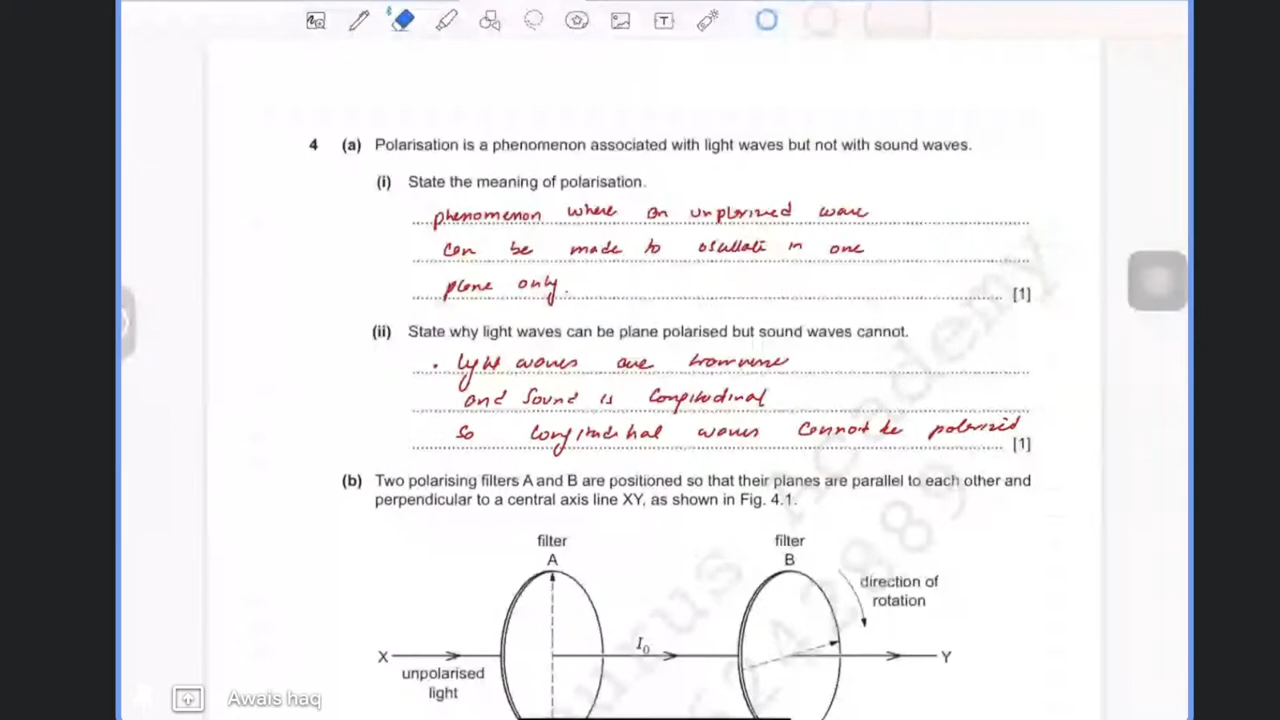 4 (a) Polarisation is a phenomenon associated with light waves but not with sound waves.
(i) State the meaning of polarisation.
phenomenon where an unplorized wave
can be made to osullati in one
plane only.
[1]
(ii) State why light waves can be plane polarised but sound waves cannot.
. light waves are
and Sound is longitudinal
so longitudinal waves cannot be polarized
[1]
(b) Two polarising filters A and B are positioned so that their planes are parallel to each other and
perpendicular to a central axis line XY, as shown in Fig. 4.1.
filter
A
filter
B
direction of
rotation
X
I0
Y
unpolarised
light
Academy
Awais haq